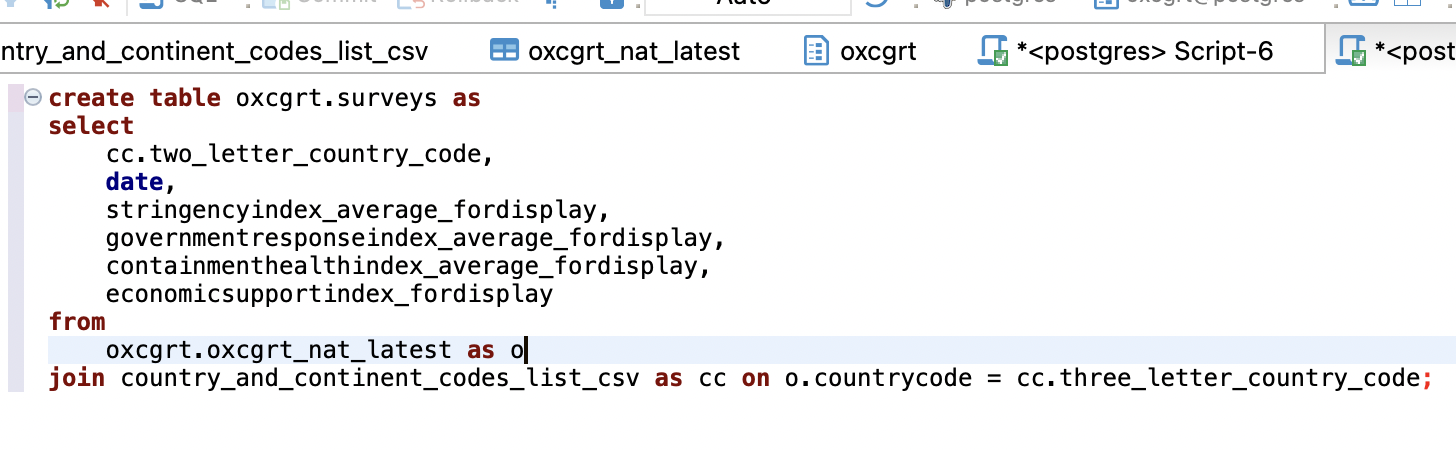 Auto
ntry_and_continent_codes_list_csv oxcgrt_nat_latest oxcgrt *<postgres> Script-6 *<post
create table oxcgrt.surveys as
select
cc.two_letter_country_code,
date,
stringencyindex_average_fordisplay,
governmentresponseindex_average_fordisplay,
containmenthealthindex_average_fordisplay,
economicsupportindex_fordisplay
from
oxcgrt.oxcgrt_nat_latest as o
join country_and_continent_codes_list_csv as cc on o.countrycode = cc.three_letter_country_code;